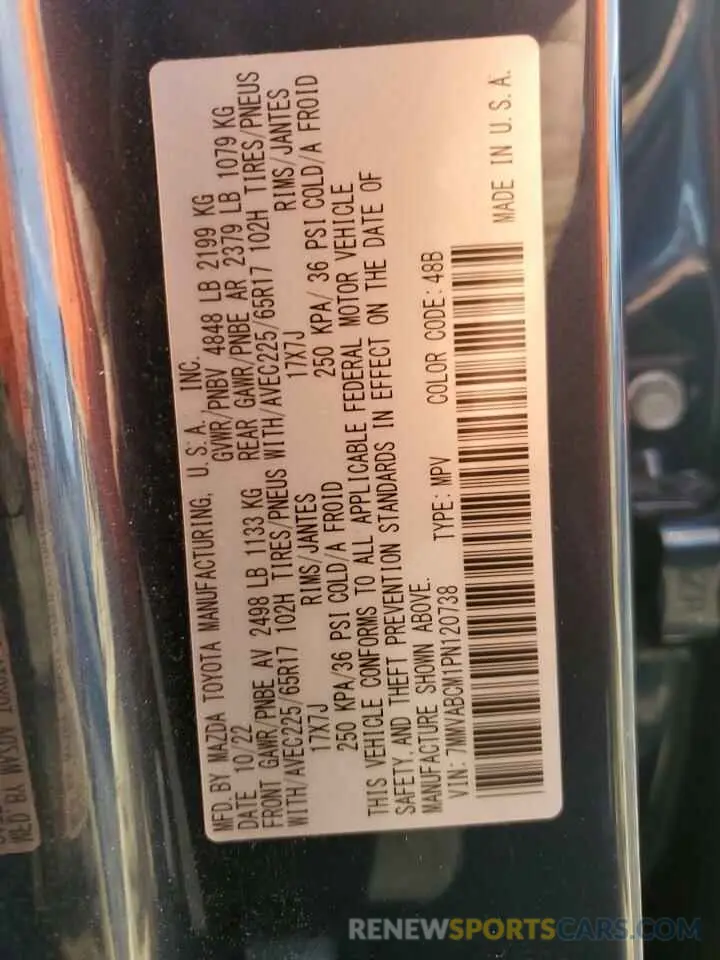 MFD. BY MAZDA TOYOTA MANUFACTURING, U.S.A. INC.
DATE 10/22 GVWR/PNBV 4848 LB 2199 KG
FRONT GAWR/PNBE AV 2498 LB 1133 KG REAR GAWR/PNBE AR 2379 LB 1079 KG
WITH/AVEC225/65R17 102H TIRES/PNEUS WITH/AVEC225/65R17 102H TIRES/PNEUS
17X7J RIMS/JANTES 17X7J RIMS/JANTES
250 KPA/36 PSI COLD/A FROID 250 KPA/ 36 PSI COLD/A FROID
THIS VEHICLE CONFORMS TO ALL APPLICABLE FEDERAL MOTOR VEHICLE
SAFETY, AND THEFT PREVENTION STANDARDS IN EFFECT ON THE DATE OF
MANUFACTURE SHOWN ABOVE.
VIN: 7MMVABCM1PN120738 TYPE: MPV COLOR CODE: 48B
MADE IN U.S.A.
RENEWSPORTSCARS.COM